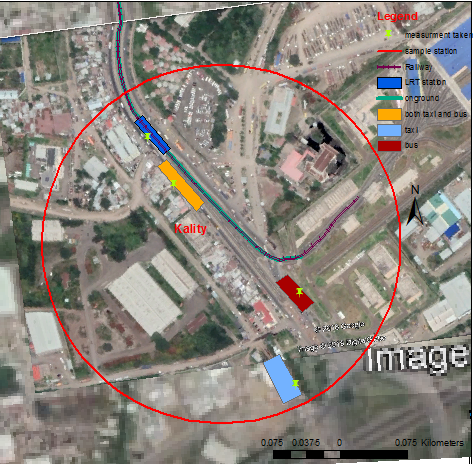 Legend
measurment taken
sample station
Railway
LRT station
onground
both taxi and bus
taxi
bus
N
Kality
Image
0.075 0.0375 0 0.075 Kilometers